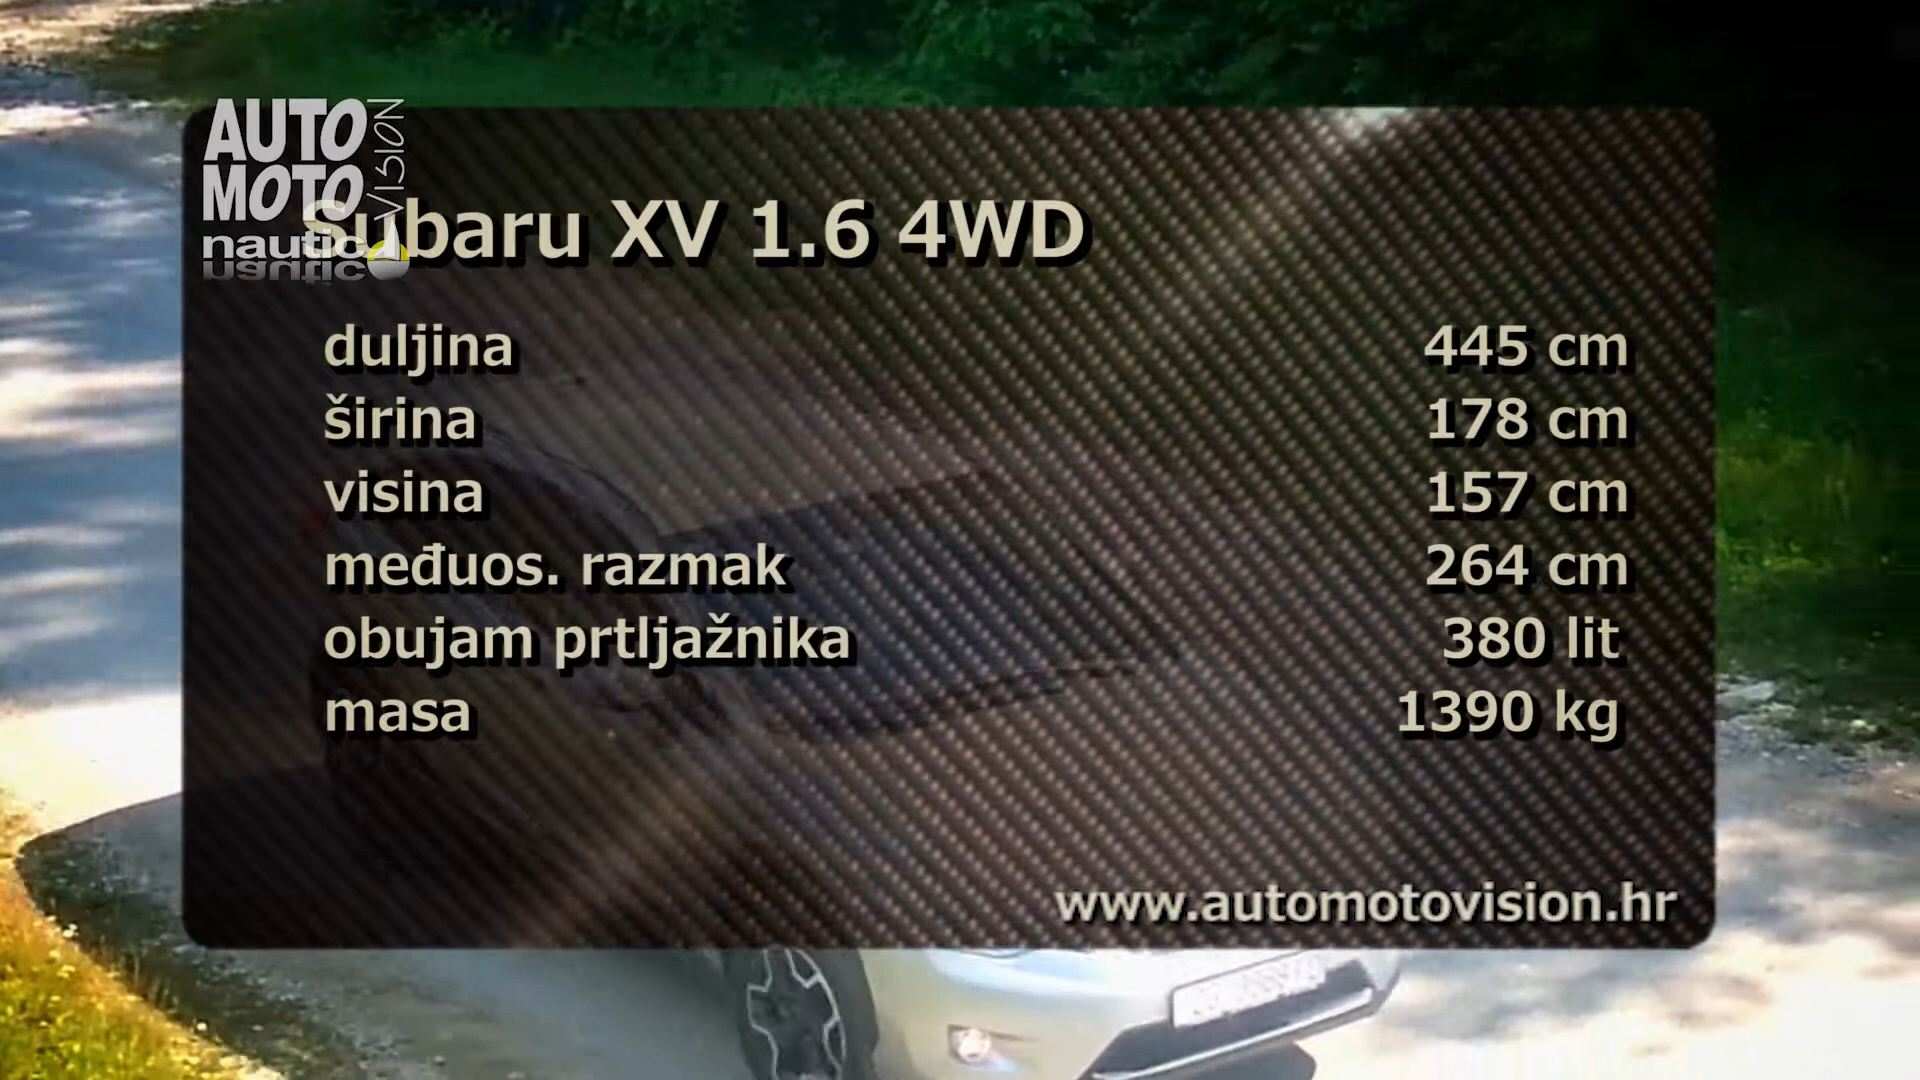 AUTO
MOTO
VISION
nautic
Subaru XV 1.6 4WD
duljina 445 cm
širina 178 cm
visina 157 cm
međuos. razmak 264 cm
obujam prtljažnika 380 lit
masa 1390 kg
www.automotovision.hr